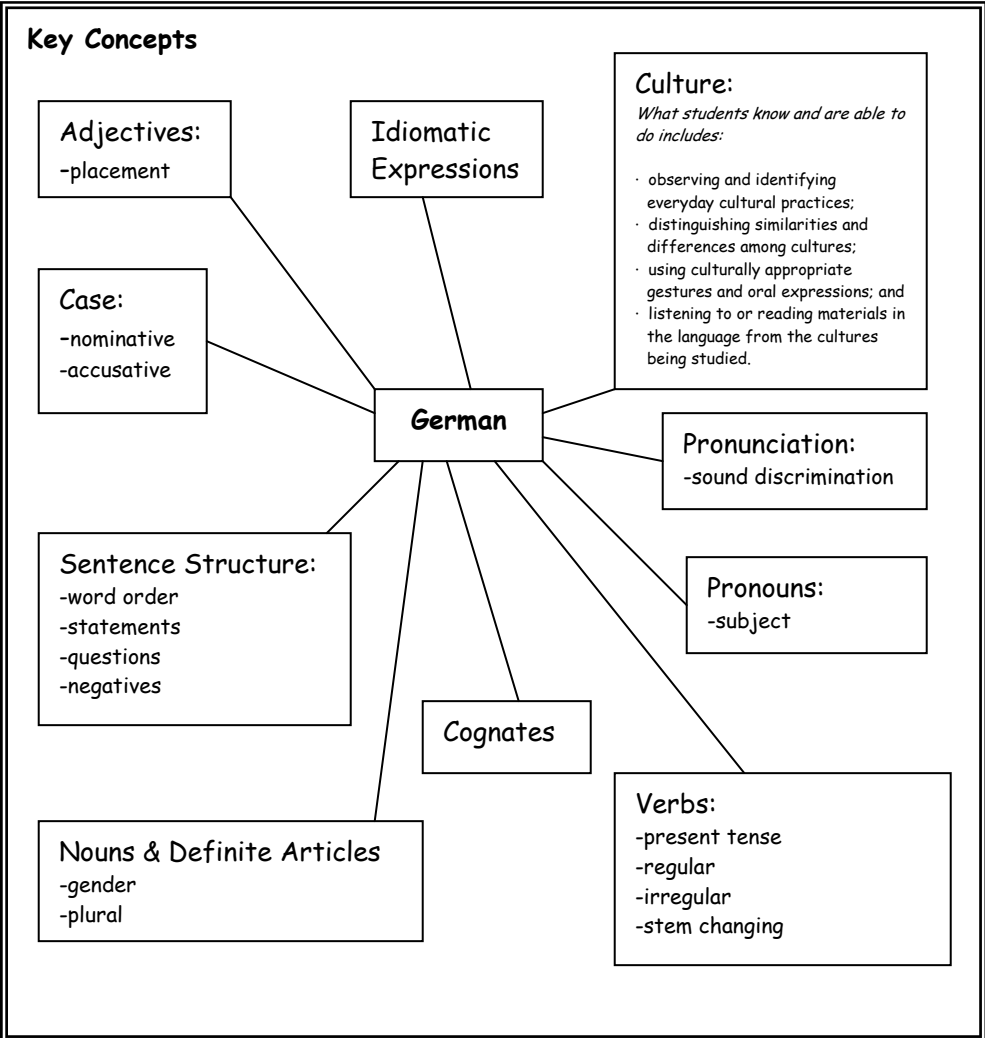 Key Concepts
Adjectives:
-placement
Idiomatic
Expressions
Culture:
What students know and are able to
do includes:
· observing and identifying
everyday cultural practices;
· distinguishing similarities and
differences among cultures;
· using culturally appropriate
gestures and oral expressions; and
· listening to or reading materials in
the language from the cultures
being studied.
Case:
-nominative
-accusative
German
Pronunciation:
-sound discrimination
Sentence Structure:
-word order
-statements
-questions
-negatives
Pronouns:
-subject
Cognates
Nouns & Definite Articles
-gender
-plural
Verbs:
-present tense
-regular
-irregular
-stem changing